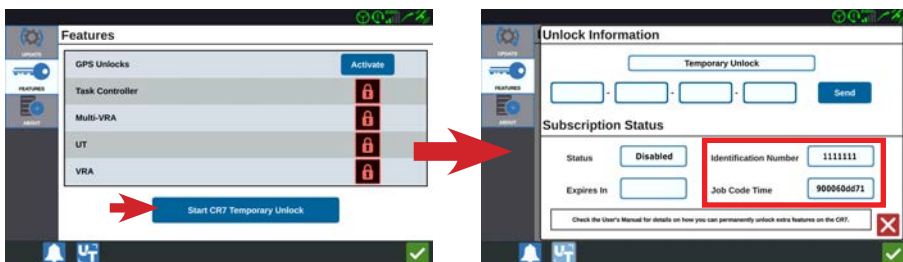 Features
UPDATE
FEATURES
ABOUT
GPS Unlocks Activate
Task Controller
Multi-VRA
UT
VRA
Start CR7 Temporary Unlock
UT
Unlock Information
UPDATE
FEATURES
ABOUT
Temporary Unlock
- - - Send
Subscription Status
Status Disabled Identification Number 1111111
Expires In Job Code Time 900060dd71
Check the User's Manual for details on how you can permanently unlock extra features on the CR7.
UT